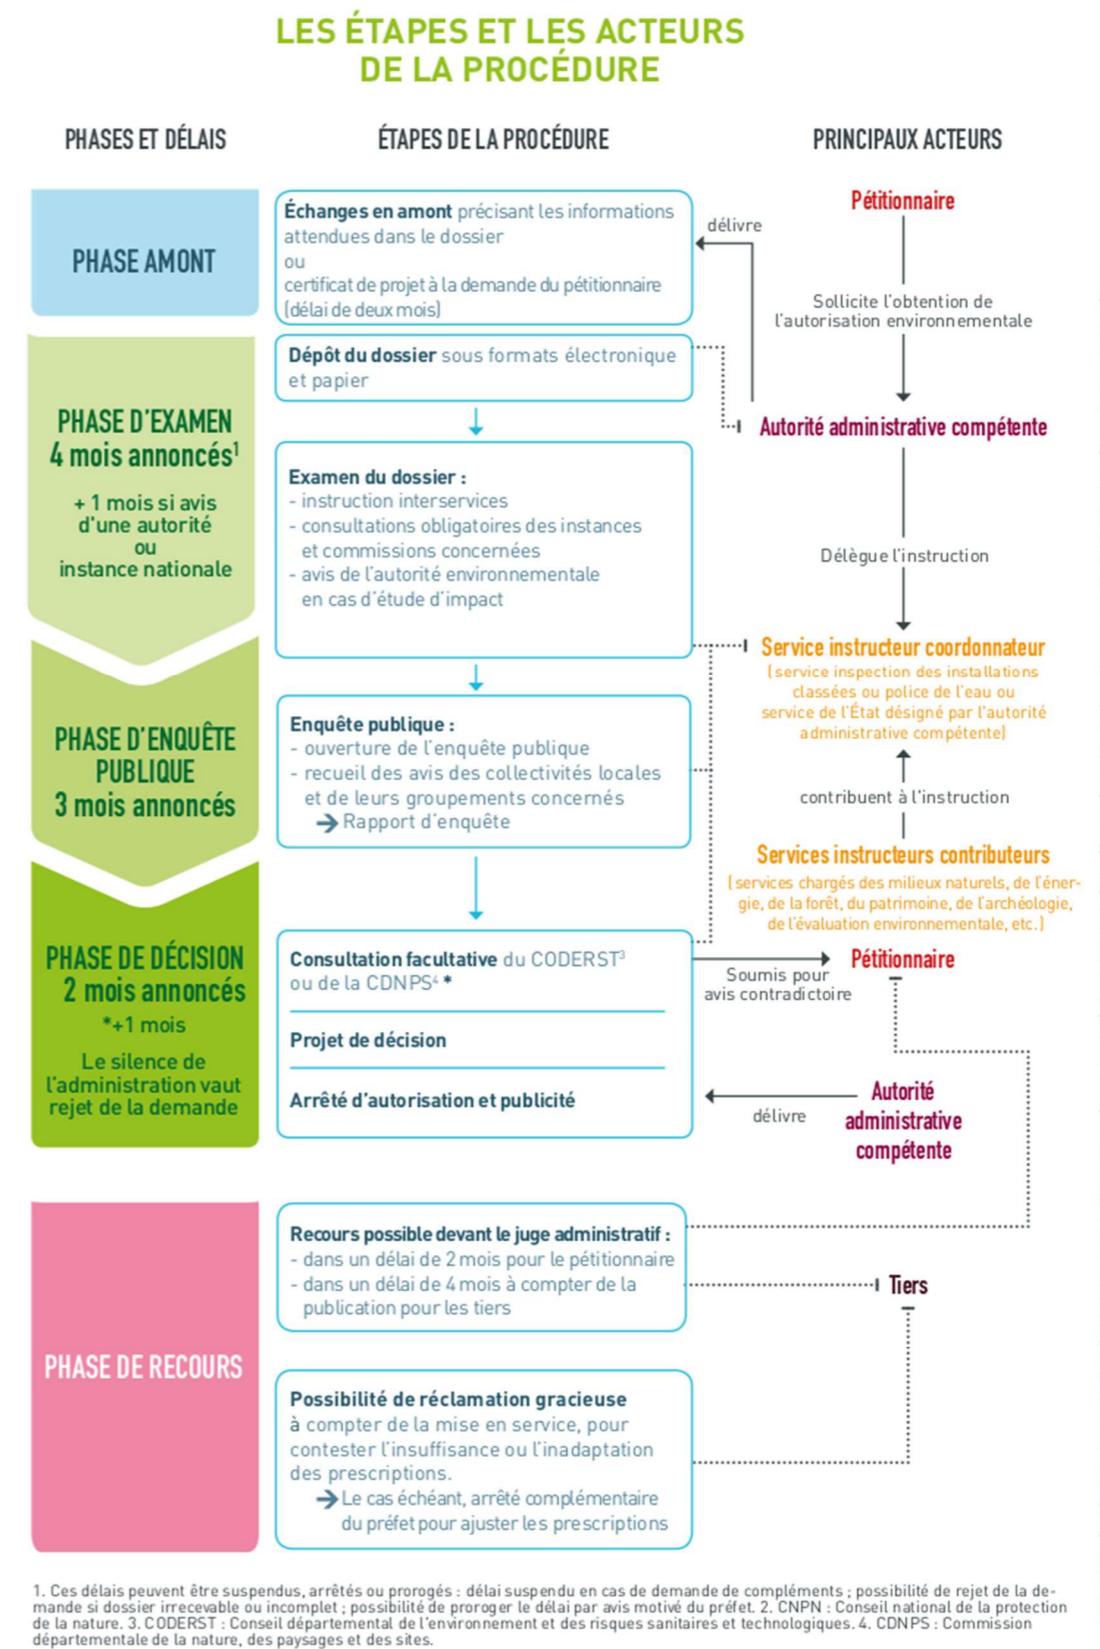 LES ÉTAPES ET LES ACTEURS
DE LA PROCÉDURE
PHASES ET DÉLAIS
ÉTAPES DE LA PROCÉDURE
PRINCIPAUX ACTEURS
PHASE AMONT
Échanges en amont précisant les informations
attendues dans le dossier
ou
certificat de projet à la demande du pétitionnaire
(délai de deux mois)
délivre
Pétitionnaire
Sollicite l'obtention de
l'autorisation environnementale
Dépôt du dossier sous formats électronique
et papier
Autorité administrative compétente
PHASE D'EXAMEN
4 mois annoncés¹
+ 1 mois si avis
d'une autorité
ou
instance nationale
Examen du dossier :
- instruction interservices
- consultations obligatoires des instances
et commissions concernées
- avis de l'autorité environnementale
en cas d'étude d'impact
Délègue l'instruction
Service instructeur coordonnateur
(service inspection des installations
classées ou police de l'eau ou
service de l'État désigné par l'autorité
administrative compétente)
PHASE D'ENQUÊTE
PUBLIQUE
3 mois annoncés
Enquête publique :
- ouverture de l'enquête publique
- recueil des avis des collectivités locales
et de leurs groupements concernés
→ Rapport d'enquête
contribuent à l'instruction
Services instructeurs contributeurs
(services chargés des milieux naturels, de l'éner-
gie, de la forêt, du patrimoine, de l'archéologie,
de l'évaluation environnementale, etc.)
PHASE DE DÉCISION
2 mois annoncés
*+1 mois
Le silence de
l'administration vaut
rejet de la demande
Consultation facultative du CODERST³
ou de la CDNPS⁴ *
Projet de décision
Arrêté d'autorisation et publicité
Soumis pour
avis contradictoire
Pétitionnaire
délivre
Autorité
administrative
compétente
PHASE DE RECOURS
Recours possible devant le juge administratif :
- dans un délai de 2 mois pour le pétitionnaire
- dans un délai de 4 mois à compter de la
publication pour les tiers
Tiers
Possibilité de réclamation gracieuse
à compter de la mise en service, pour
contester l'insuffisance ou l'inadaptation
des prescriptions.
→ Le cas échéant, arrêté complémentaire
du préfet pour ajuster les prescriptions
1. Ces délais peuvent être suspendus, arrêtés ou prorogés : délai suspendu en cas de demande de compléments ; possibilité de rejet de la de-
mande si dossier irrecevable ou incomplet ; possibilité de proroger le délai par avis motivé du préfet. 2. CNPN : Conseil national de la protection
de la nature. 3. CODERST : Conseil départemental de l'environnement et des risques sanitaires et technologiques. 4. CDNPS : Commission
départementale de la nature, des paysages et des sites.